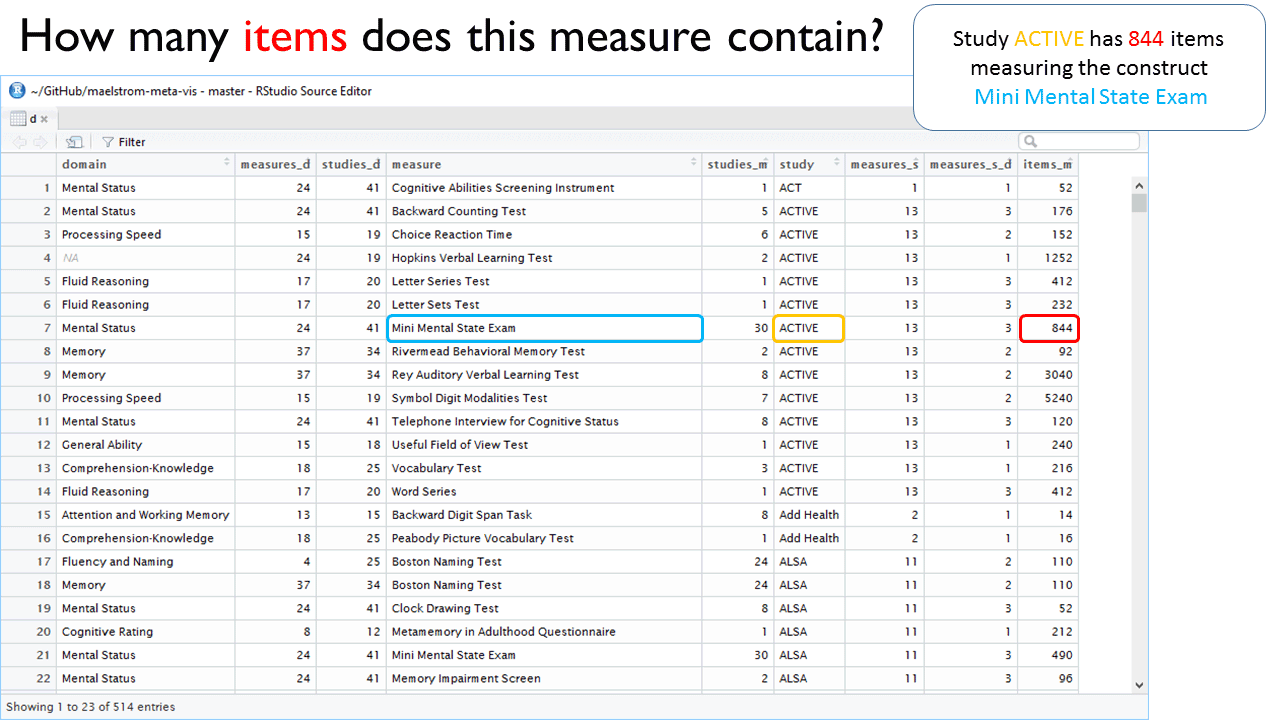 How many items does this measure contain?
Study ACTIVE has 844 items
measuring the construct
Mini Mental State Exam
~/GitHub/maelstrom-meta-vis - master - RStudio Source Editor
d
Filter
domain measures_d studies_d measure studies_m study measures_s measures_s_d items_m
1 Mental Status 24 41 Cognitive Abilities Screening Instrument 1 ACT 1 1 52
2 Mental Status 24 41 Backward Counting Test 5 ACTIVE 13 3 176
3 Processing Speed 15 19 Choice Reaction Time 6 ACTIVE 13 2 152
4 NA 24 19 Hopkins Verbal Learning Test 2 ACTIVE 13 1 1252
5 Fluid Reasoning 17 20 Letter Series Test 1 ACTIVE 13 3 412
6 Fluid Reasoning 17 20 Letter Sets Test 1 ACTIVE 13 3 232
7 Mental Status 24 41 Mini Mental State Exam 30 ACTIVE 13 3 844
8 Memory 37 34 Rivermead Behavioral Memory Test 2 ACTIVE 13 2 92
9 Memory 37 34 Rey Auditory Verbal Learning Test 8 ACTIVE 13 2 3040
10 Processing Speed 15 19 Symbol Digit Modalities Test 7 ACTIVE 13 2 5240
11 Mental Status 24 41 Telephone Interview for Cognitive Status 8 ACTIVE 13 3 120
12 General Ability 15 18 Useful Field of View Test 1 ACTIVE 13 1 240
13 Comprehension-Knowledge 18 25 Vocabulary Test 3 ACTIVE 13 1 216
14 Fluid Reasoning 17 20 Word Series 1 ACTIVE 13 3 412
15 Attention and Working Memory 13 15 Backward Digit Span Task 8 Add Health 2 1 14
16 Comprehension-Knowledge 18 25 Peabody Picture Vocabulary Test 1 Add Health 2 1 16
17 Fluency and Naming 4 25 Boston Naming Test 24 ALSA 11 2 110
18 Memory 37 34 Boston Naming Test 24 ALSA 11 2 110
19 Mental Status 24 41 Clock Drawing Test 8 ALSA 11 3 52
20 Cognitive Rating 8 12 Metamemory in Adulthood Questionnaire 1 ALSA 11 1 212
21 Mental Status 24 41 Mini Mental State Exam 30 ALSA 11 3 490
22 Mental Status 24 41 Memory Impairment Screen 2 ALSA 11 3 96
Showing 1 to 23 of 514 entries